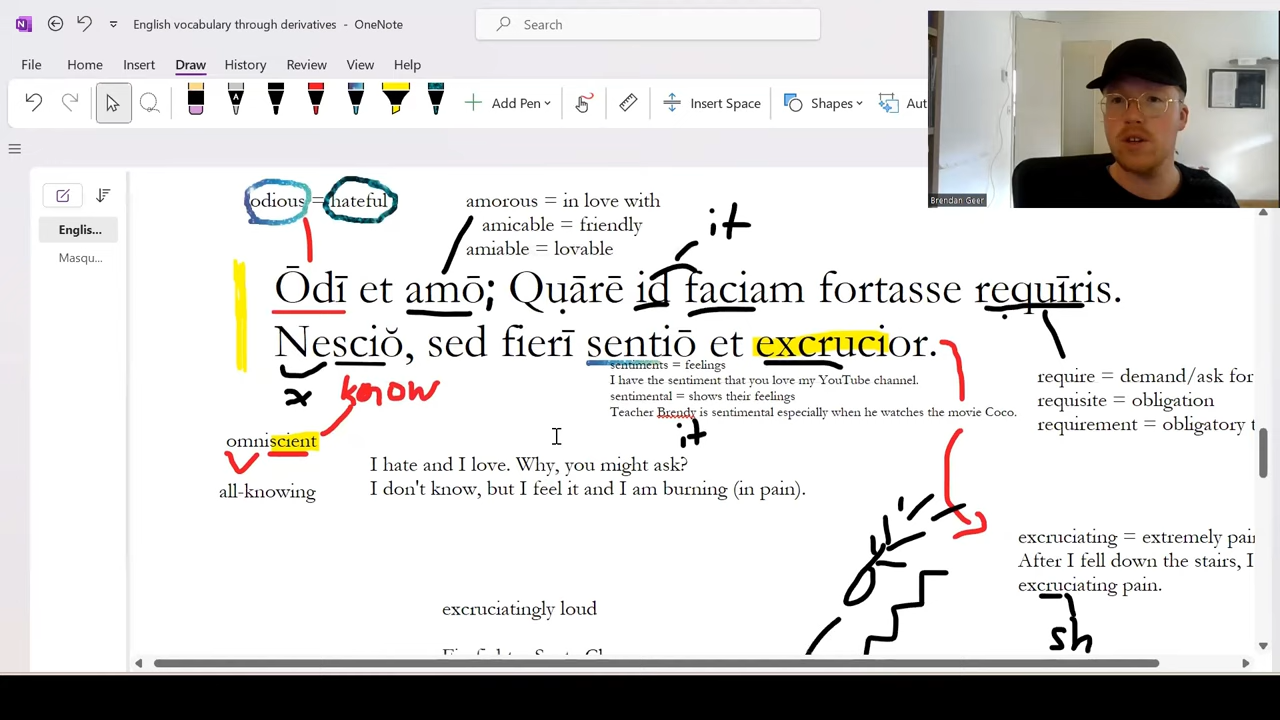 English vocabulary through derivatives • OneNote
Search
File Home Insert Draw History Review View Help
Add Pen Insert Space Shapes Aut
Brendan Geer
Englis...
Masqu...
odious = hateful
amorous = in love with
amicable = friendly
amiable = lovable
it
Ōdī et amō; Quārē id faciam fortasse requīris.
Nesciŏ, sed fierī sentiō et excrucior.
sentiments = feelings
I have the sentiment that you love my YouTube channel.
sentimental = shows their feelings
Teacher Brendy is sentimental especially when he watches the movie Coco.
x know
require = demand/ask for
requisite = obligation
requirement = obligatory t
omniscient
all-knowing
it
I hate and I love. Why, you might ask?
I don't know, but I feel it and I am burning (in pain).
excruciating = extremely pai
After I fell down the stairs, I
excruciating pain.
sh
excruciatingly loud